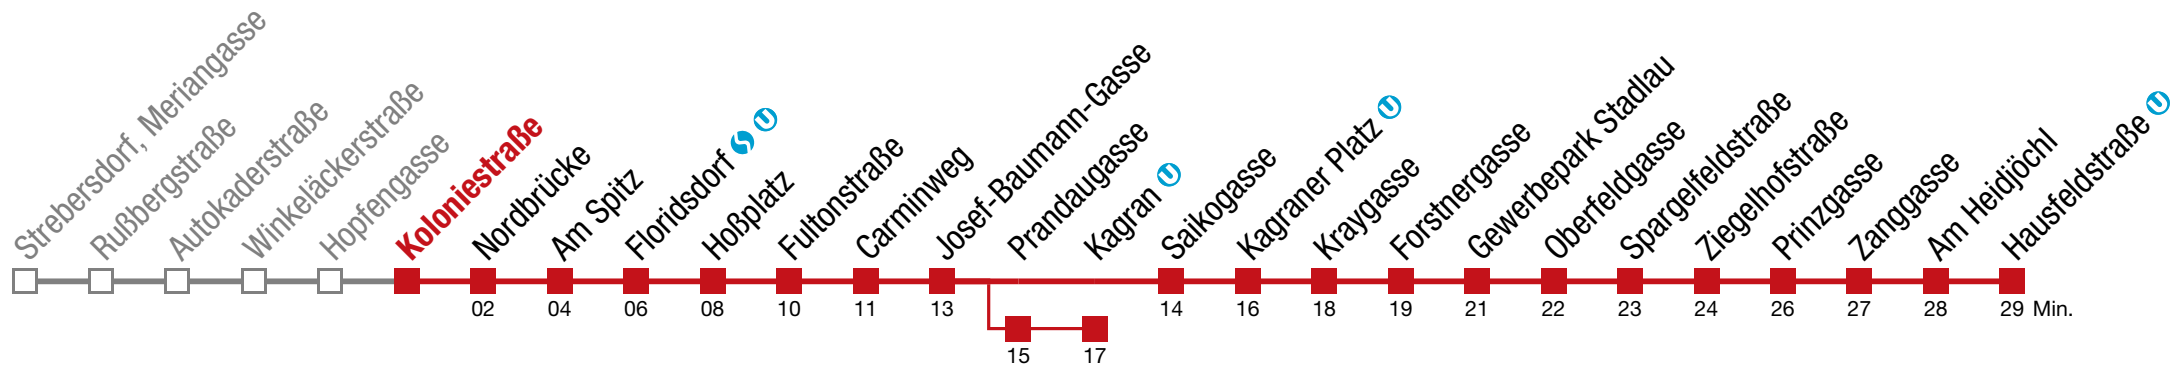 Strebersdorf, Meriangasse
Rußbergstraße
Autokaderstraße
Winkeläckerstraße
Hopfengasse
Koloniestraße
Nordbrücke
Am Spitz
Floridsdorf
Hoßplatz
Fultonstraße
Carminweg
Josef-Baumann-Gasse
Prandaugasse
Kagran
Saikogasse
Kagraner Platz
Kraygasse
Forstnergasse
Gewerbepark Stadlau
Oberfeldgasse
Spargelfeldstraße
Ziegelhofstraße
Prinzgasse
Zanggasse
Am Heidjöchl
Hausfeldstraße
02 04 06 08 10 11 13 14 16 18 19 21 22 23 24 26 27 28 29 Min.
15 17